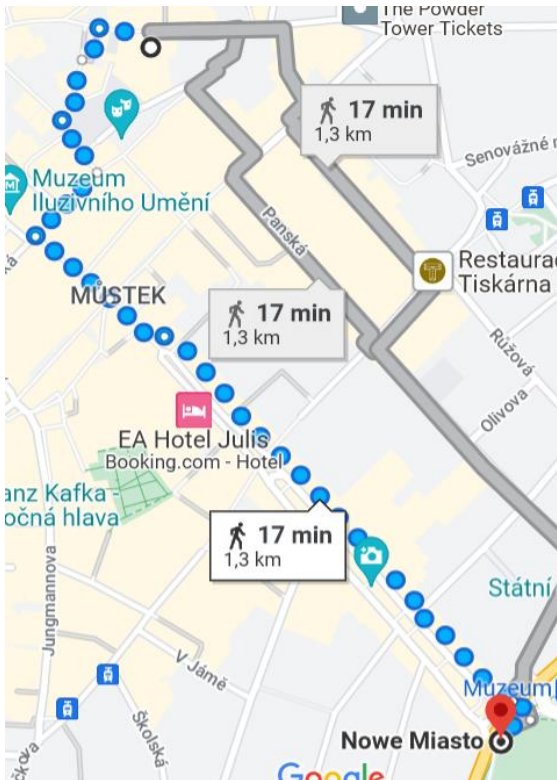 The Powder
Tower Tickets
17 min
1,3 km
Senovážné n
Muzeum
Iluzivního Umění
Panská
Restaurac
Tiskárna
MŮSTEK
17 min
1,3 km
Růžová
Olivova
EA Hotel Julis
Booking.com - Hotel
anz Kafka -
očná hlava
17 min
1,3 km
Státní
Jungmannova
V Jámě
Muzeum
Školská
Nowe Miasto
Google